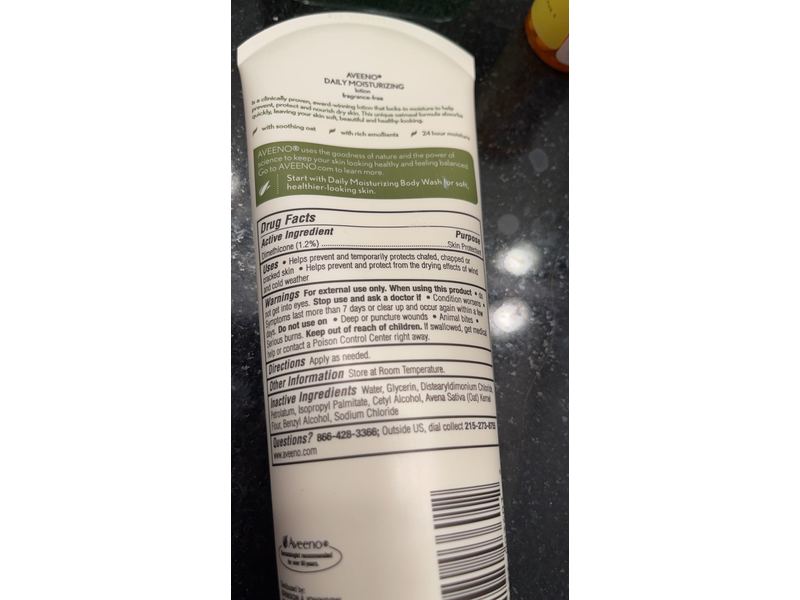 AVEENO®
DAILY MOISTURIZING
lotion
fragrance-free
Is a clinically proven, award-winning lotion that locks in moisture to help
prevent, protect and nourish dry skin. This unique oatmeal formula absorbs
quickly, leaving your skin soft, beautiful and healthy-looking.
with soothing oat with rich emollients 24 hour moisture
AVEENO® uses the goodness of nature and the power of
science to keep your skin looking healthy and feeling balanced.
Go to AVEENO.com to learn more.
Start with Daily Moisturizing Body Wash for soft,
healthier-looking skin.
Drug Facts
Active Ingredient Purpose
Dimethicone (1.2%) Skin Protectant
Uses • Helps prevent and temporarily protects chafed, chapped or
cracked skin • Helps prevent and protect from the drying effects of wind
and cold weather
Warnings For external use only. When using this product • do
not get into eyes. Stop use and ask a doctor if • Condition worsens •
Symptoms last more than 7 days or clear up and occur again within a few
days. Do not use on • Deep or puncture wounds • Animal bites •
Serious burns. Keep out of reach of children. If swallowed, get medical
help or contact a Poison Control Center right away.
Directions Apply as needed.
Other Information Store at Room Temperature.
Inactive Ingredients Water, Glycerin, Distearyldimonium Chloride,
Petrolatum, Isopropyl Palmitate, Cetyl Alcohol, Avena Sativa (Oat) Kernel
Flour, Benzyl Alcohol, Sodium Chloride
Questions? 866-428-3366; Outside US, dial collect 215-273-875
www.aveeno.com
Aveeno®
dermatologist recommended
for over 50 years.
Distributed by: